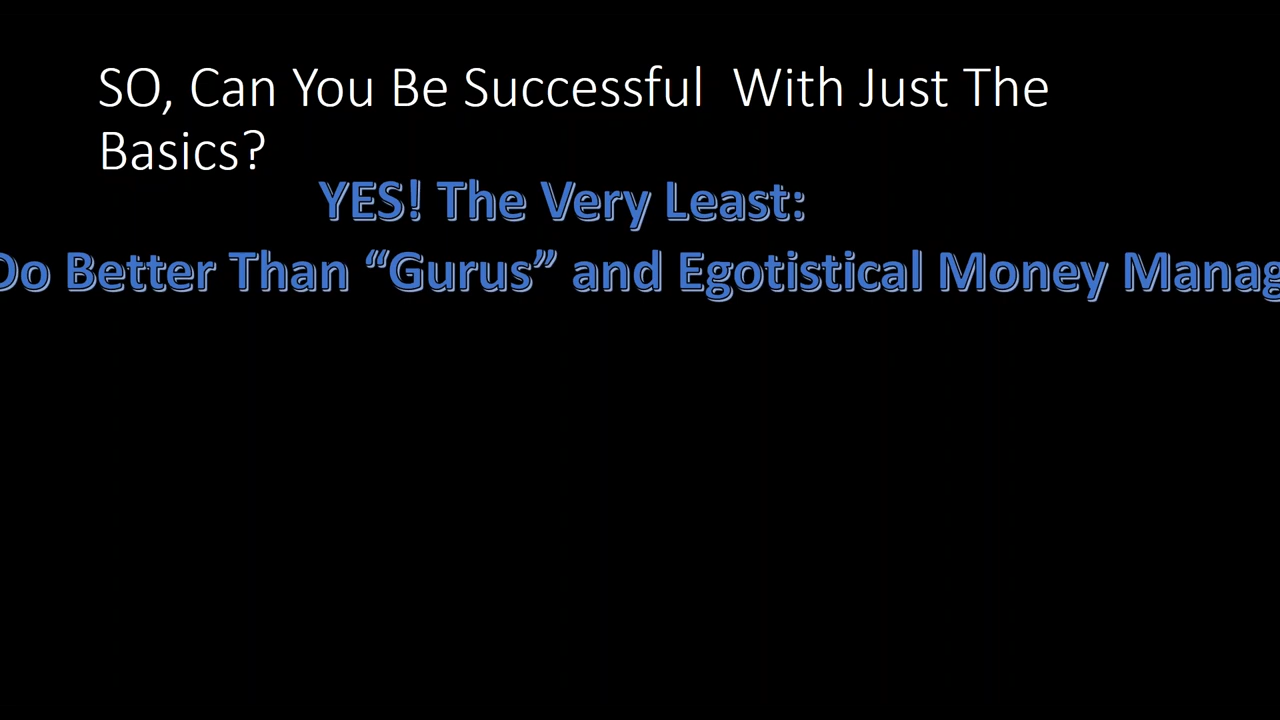 SO, Can You Be Successful  With Just The
Basics?
YES! The Very Least:
Do Better Than “Gurus” and Egotistical Money Manag